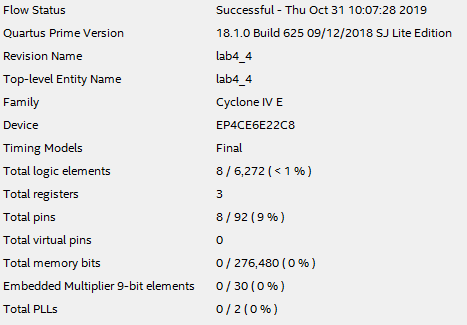 Flow Status Successful - Thu Oct 31 10:07:28 2019
Quartus Prime Version 18.1.0 Build 625 09/12/2018 SJ Lite Edition
Revision Name lab4_4
Top-level Entity Name lab4_4
Family Cyclone IV E
Device EP4CE6E22C8
Timing Models Final
Total logic elements 8 / 6,272 ( < 1 % )
Total registers 3
Total pins 8 / 92 ( 9 % )
Total virtual pins 0
Total memory bits 0 / 276,480 ( 0 % )
Embedded Multiplier 9-bit elements 0 / 30 ( 0 % )
Total PLLs 0 / 2 ( 0 % )